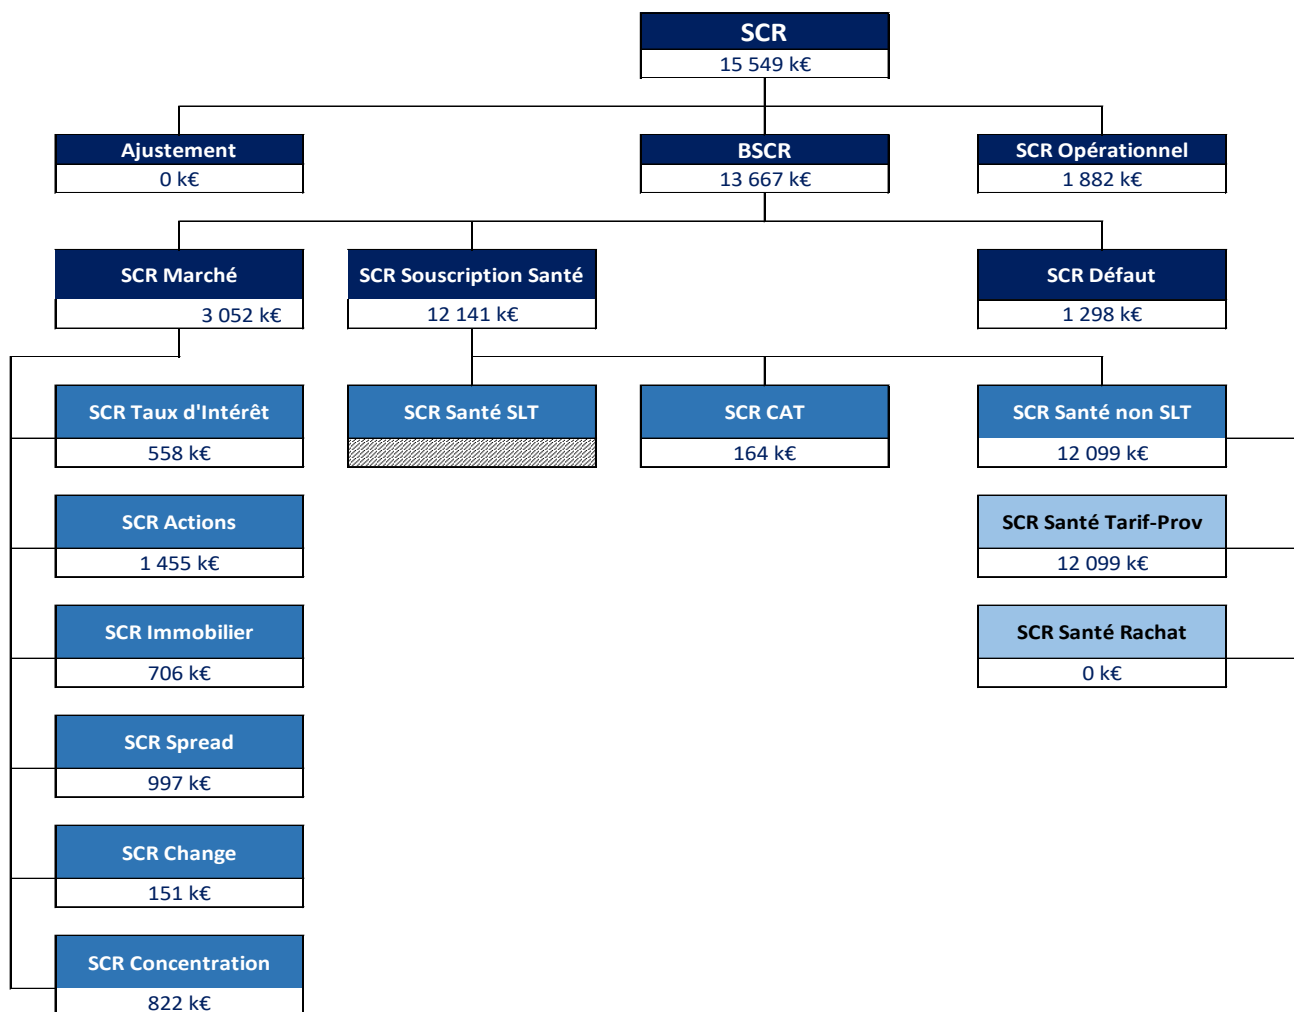 SCR
15 549 k€
Ajustement
0 k€
BSCR
13 667 k€
SCR Opérationnel
1 882 k€
SCR Marché
3 052 k€
SCR Souscription Santé
12 141 k€
SCR Défaut
1 298 k€
SCR Taux d'Intérêt
558 k€
SCR Santé SLT
SCR CAT
164 k€
SCR Santé non SLT
12 099 k€
SCR Actions
1 455 k€
SCR Santé Tarif-Prov
12 099 k€
SCR Immobilier
706 k€
SCR Santé Rachat
0 k€
SCR Spread
997 k€
SCR Change
151 k€
SCR Concentration
822 k€